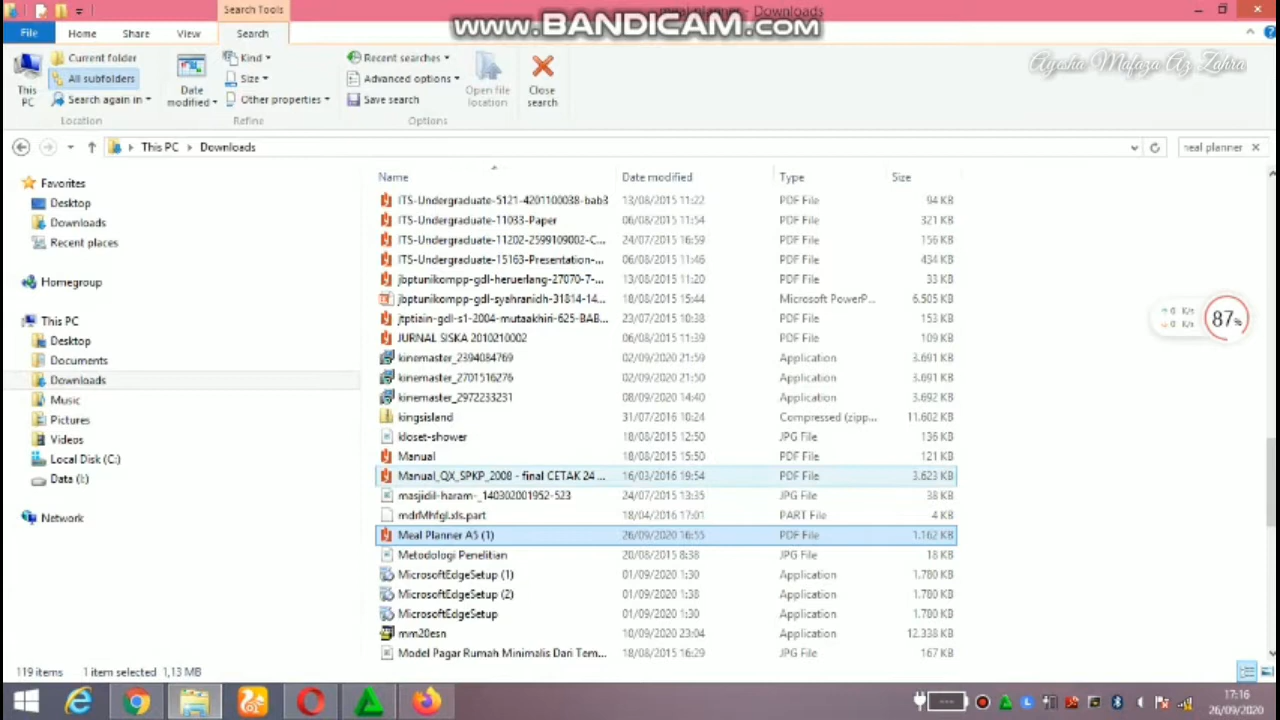 Search Tools
meal planner - Downloads
www.BANDICAM.com
File Home Share View Search
Ayesha Mafaza Az Zahra
This PC
Current folder
All subfolders
Search again in
Location
Date modified
Kind
Size
Other properties
Refine
Recent searches
Advanced options
Save search
Options
Open file location
Close search
This PC Downloads
neal planner
Favorites
Desktop
Downloads
Recent places
Homegroup
This PC
Desktop
Documents
Downloads
Music
Pictures
Videos
Local Disk (C:)
Data (I:)
Network
Name Date modified Type Size
ITS-Undergraduate-5121-4201100038-bab3 13/08/2015 11:22 PDF File 94 KB
ITS-Undergraduate-11033-Paper 06/08/2015 11:54 PDF File 321 KB
ITS-Undergraduate-11202-2599109002-C... 24/07/2015 16:59 PDF File 156 KB
ITS-Undergraduate-15163-Presentation-... 06/08/2015 11:46 PDF File 434 KB
jbptunikompp-gdl-heruerlang-27070-7-... 13/08/2015 11:20 PDF File 33 KB
jbptunikompp-gdl-syahranidh-31814-14... 18/08/2015 15:44 Microsoft PowerP... 6.505 KB
jtptiain-gdl-s1-2004-mutaakhiri-625-BAB... 23/07/2015 10:38 PDF File 153 KB
JURNAL SISKA 2010210002 06/08/2015 11:39 PDF File 109 KB
kinemaster_2394084769 02/09/2020 21:59 Application 3.691 KB
kinemaster_2701516276 02/09/2020 21:50 Application 3.691 KB
kinemaster_2972233231 08/09/2020 14:40 Application 3.692 KB
kingsisland 31/07/2016 10:24 Compressed (zipp... 11.602 KB
kloset-shower 18/08/2015 12:50 JPG File 136 KB
Manual 18/08/2015 15:50 PDF File 121 KB
Manual_QX_SPKP_2008 - final CETAK 24 ... 16/03/2016 19:54 PDF File 3.623 KB
masjidil-haram-_140302001952-523 24/07/2015 13:35 JPG File 38 KB
mdrMhfgl.xls.part 18/04/2016 17:01 PART File 4 KB
Meal Planner A5 (1) 26/09/2020 16:55 PDF File 1.162 KB
Metodologi Penelitian 20/08/2015 8:38 JPG File 18 KB
MicrosoftEdgeSetup (1) 01/09/2020 1:30 Application 1.780 KB
MicrosoftEdgeSetup (2) 01/09/2020 1:38 Application 1.780 KB
MicrosoftEdgeSetup 01/09/2020 1:30 Application 1.780 KB
mm20esn 10/09/2020 23:04 Application 12.338 KB
Model Pagar Rumah Minimalis Dari Tem... 18/08/2015 16:29 JPG File 167 KB
0 K/s
0 K/s
87%
119 items 1 item selected 1,13 MB
17:16
26/09/2020